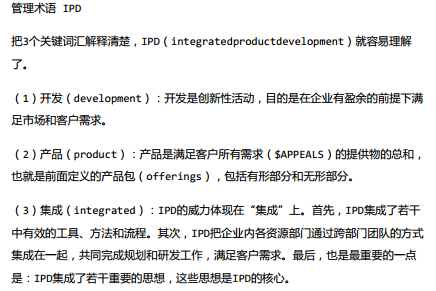 管理术语 IPD
把3个关键词汇解释清楚，IPD（integratedproductdevelopment）就容易理解
了。
（1）开发（development）：开发是创新性活动，目的是在企业有盈余的前提下满
足市场和客户需求。
（2）产品（product）：产品是满足客户所有需求（$APPEALS）的提供物的总和，
也就是前面定义的产品包（offerings），包括有形部分和无形部分。
（3）集成（integrated）：IPD的威力体现在“集成”上。首先，IPD集成了若干
中有效的工具、方法和流程。其次，IPD把企业内各资源部门通过跨部门团队的方式
集成在一起，共同完成规划和研发工作，满足客户需求。最后，也是最重要的一点
是：IPD集成了若干重要的思想，这些思想是IPD的核心。